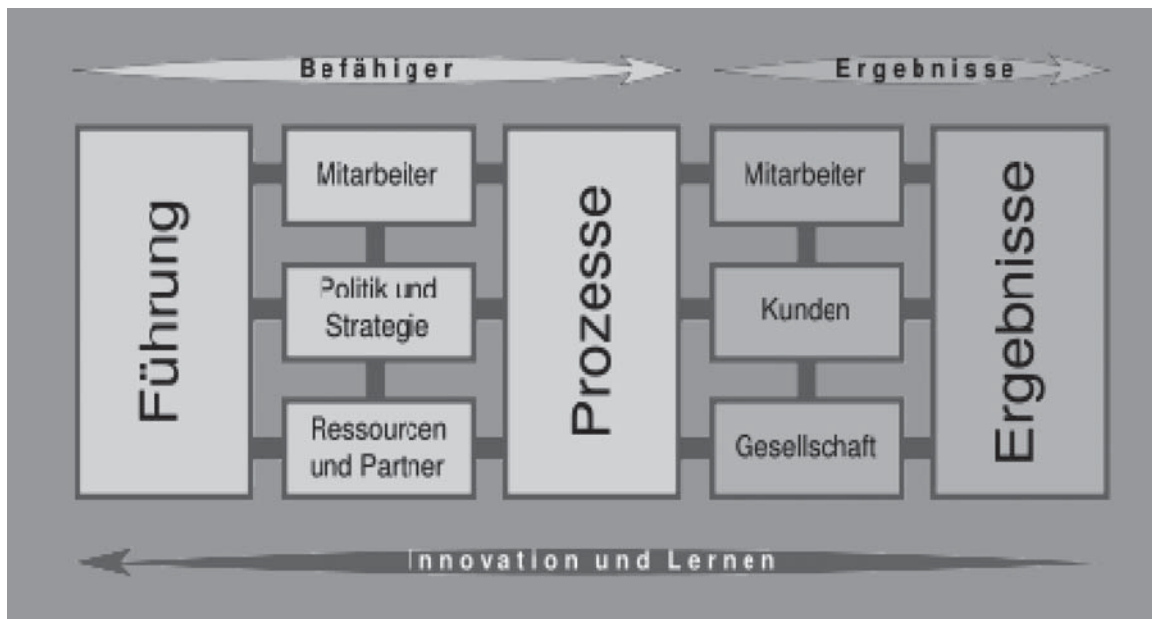 Befähiger
Ergebnisse
Führung
Mitarbeiter
Politik und
Strategie
Ressourcen
und Partner
Prozesse
Mitarbeiter
Kunden
Gesellschaft
Ergebnisse
Innovation und Lernen